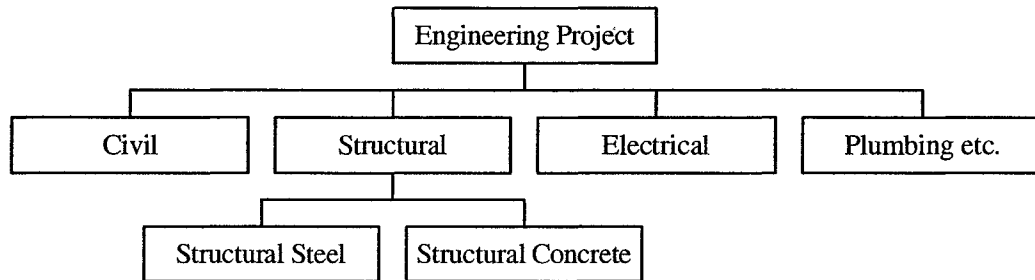 Engineering Project
Civil
Structural
Electrical
Plumbing etc.
Structural Steel
Structural Concrete